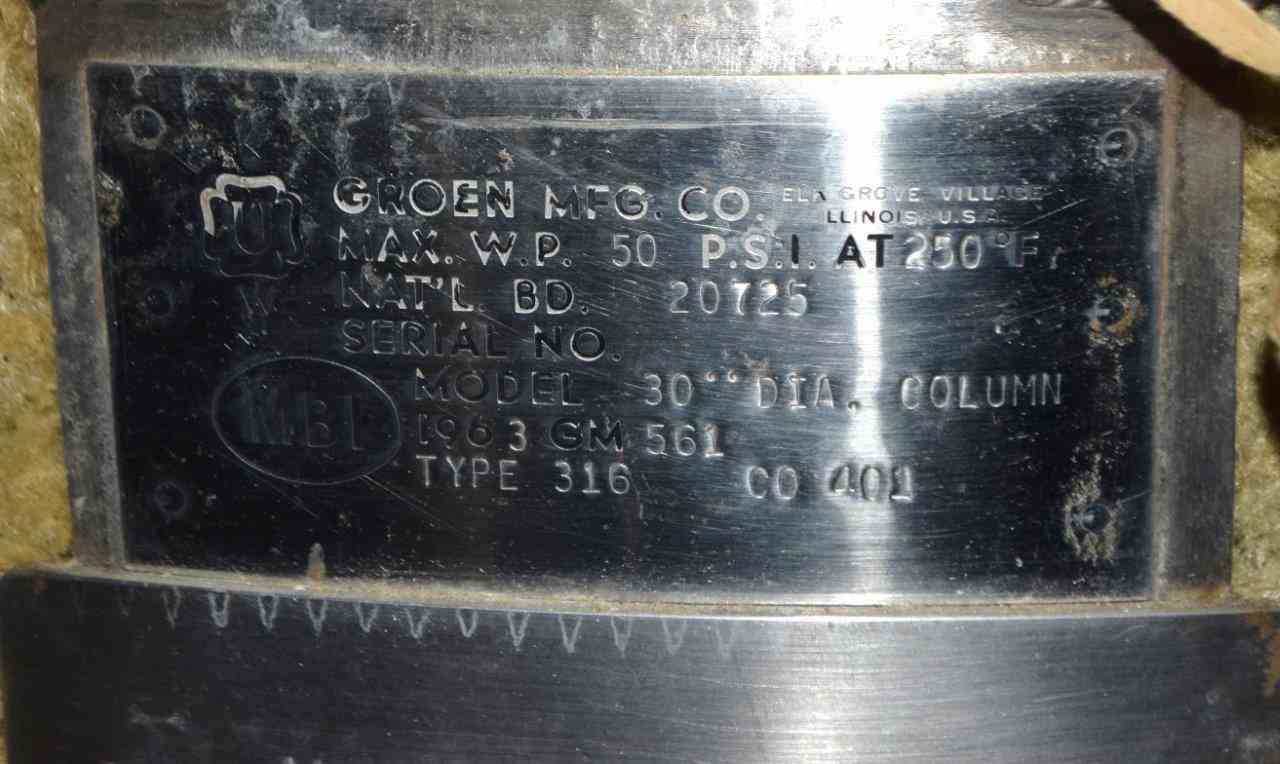 U
GROEN MFG. CO. ELK GROVE VILLAGE
ILLINOIS, U.S.A.
MAX. W.P. 50 P.S.I. AT 250°F.
W
NAT'L. BD. 20725
SERIAL NO.
MODEL 30" DIA. COLUMN
MBI
1963 GM 561
TYPE 316 CO 401